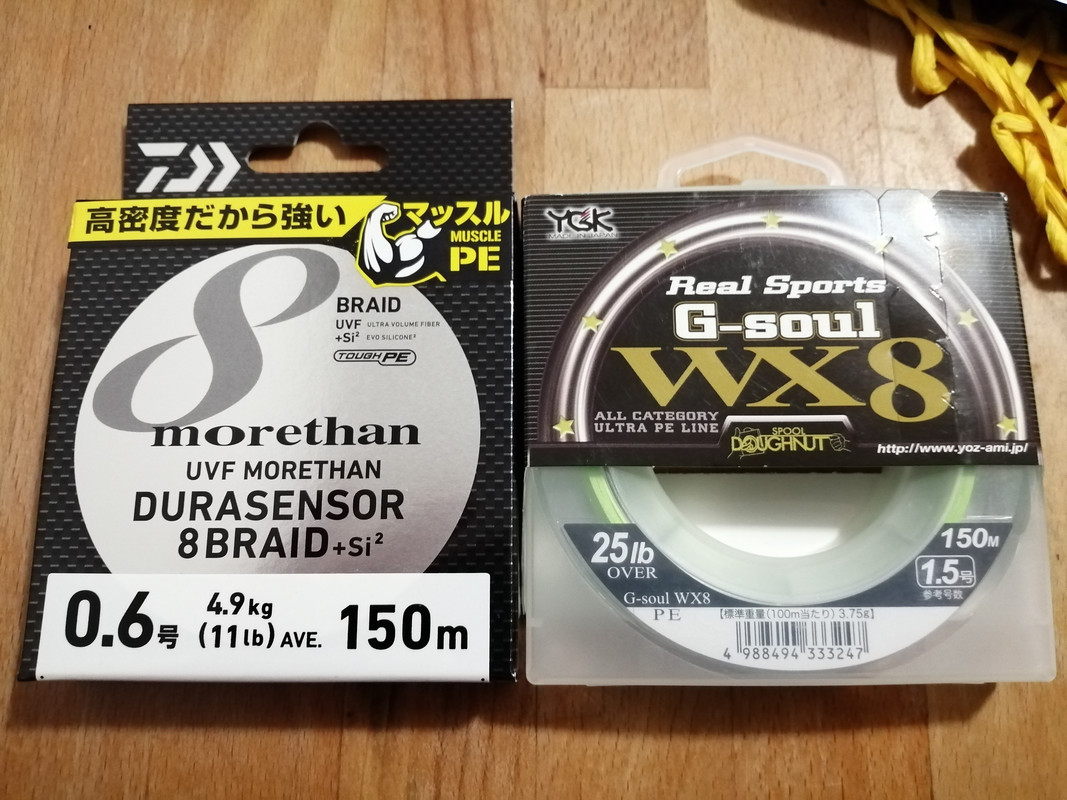 高密度だから強い
マッスル
MUSCLE
PE
8
BRAID
UVF ULTRA VOLUME FIBER
+Si² EVO SILICONE²
TOUGH PE
morethan
UVF MORETHAN
DURASENSOR
8BRAID+Si²
0.6号
4.9kg
(11lb) AVE.
150m
YGK
MADE IN JAPAN
Real Sports
G-soul
WX8
ALL CATEGORY
ULTRA PE LINE
SPOOL
DOUGHNUT
http://www.yoz-ami.jp/
25lb
OVER
150M
1.5号
参考号数
G-soul WX8
PE
【標準重量(100m当たり) 3.75g】
4 988494 333247